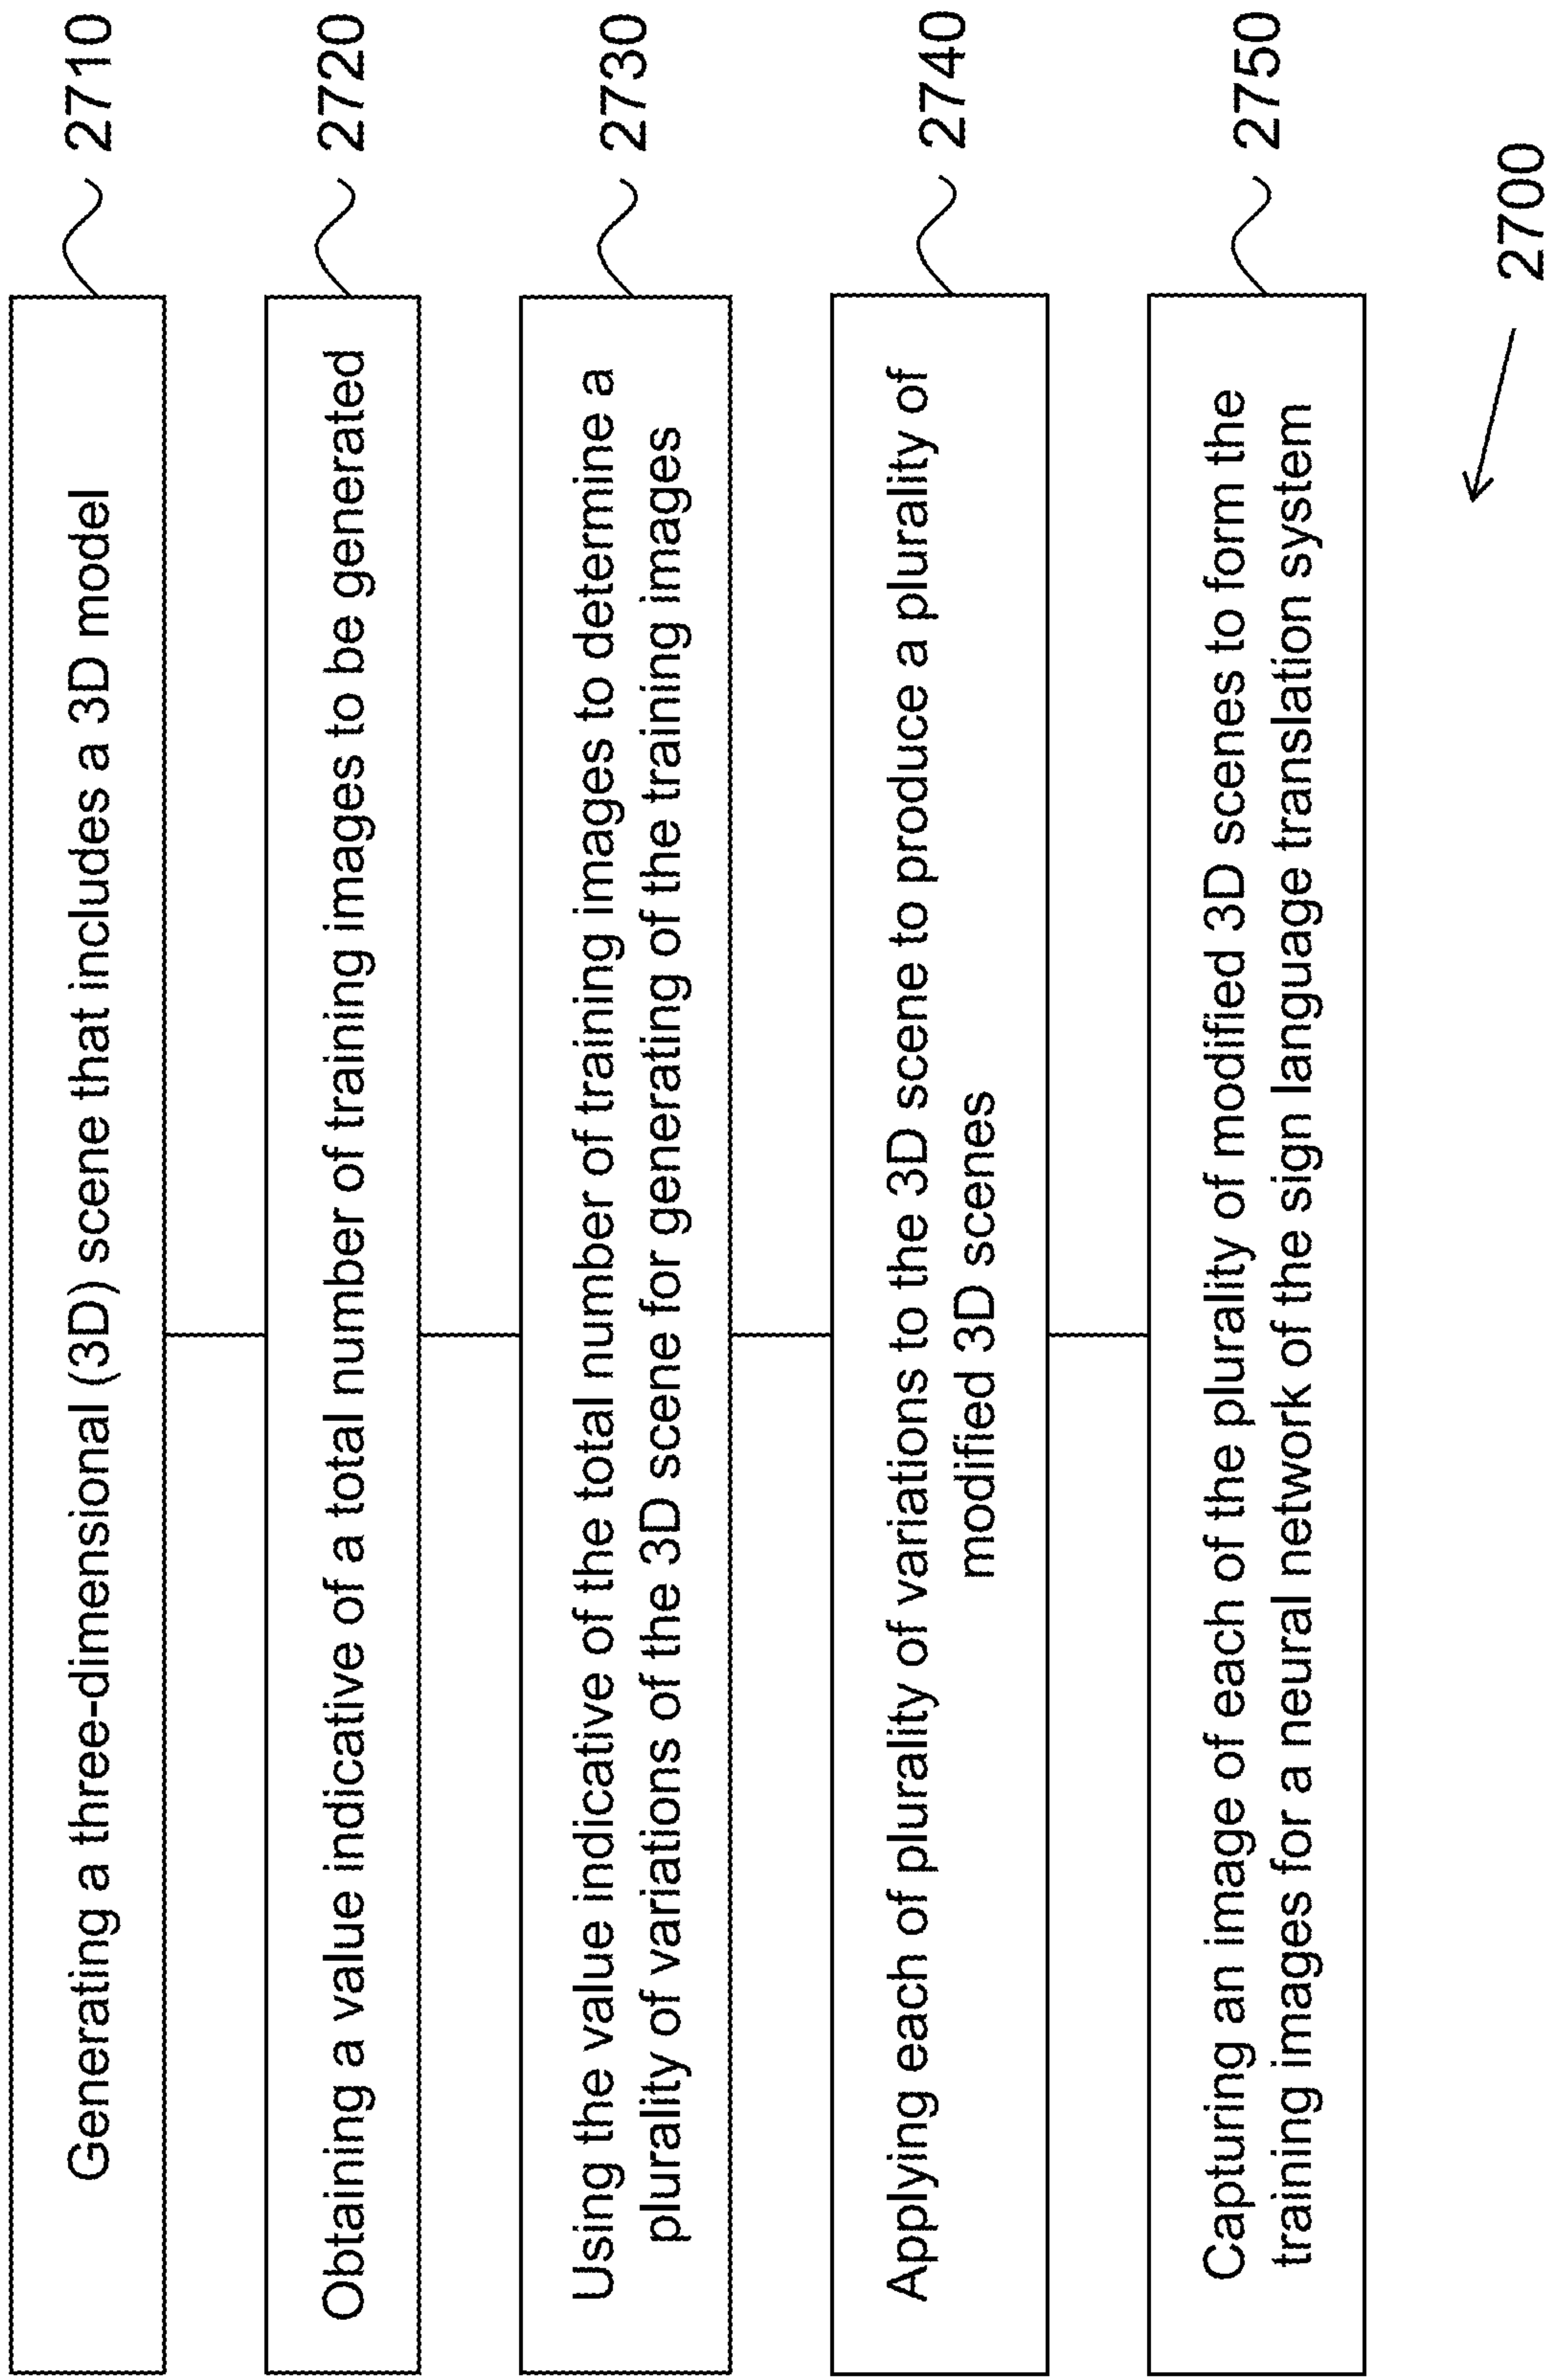 Generating a three-dimensional (3D) scene that includes a 3D model
2710
Obtaining a value indicative of a total number of training images to be generated
2720
Using the value indicative of the total number of training images to determine a
plurality of variations of the 3D scene for generating of the training images
2730
Applying each of plurality of variations to the 3D scene to produce a plurality of
modified 3D scenes
2740
Capturing an image of each of the plurality of modified 3D scenes to form the
training images for a neural network of the sign language translation system
2750
2700